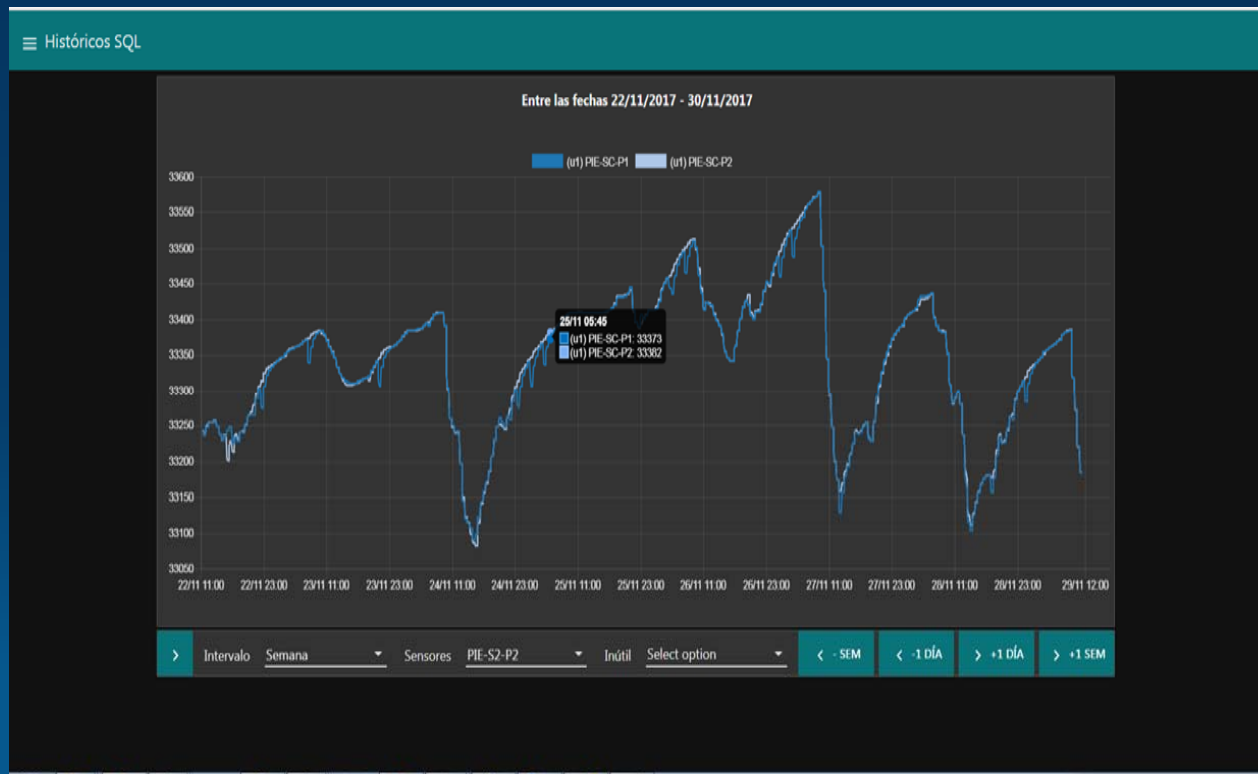 Históricos SQL
Entre las fechas 22/11/2017 - 30/11/2017
(u1) PIE-SC-P1 (u1) PIE-SC-P2
33600
33550
33500
33450
33400
33350
33300
33250
33200
33150
33100
33050
25/11 05:45
(u1) PIE-SC-P1: 33373
(u1) PIE-SC-P2: 33382
22/11 11:00 22/11 23:00 23/11 11:00 23/11 23:00 24/11 11:00 24/11 23:00 25/11 11:00 25/11 23:00 26/11 11:00 26/11 23:00 27/11 11:00 27/11 23:00 28/11 11:00 28/11 23:00 29/11 12:00
Intervalo Semana Sensores PIE-S2-P2 Inútil Select option - SEM -1 DÍA +1 DÍA +1 SEM